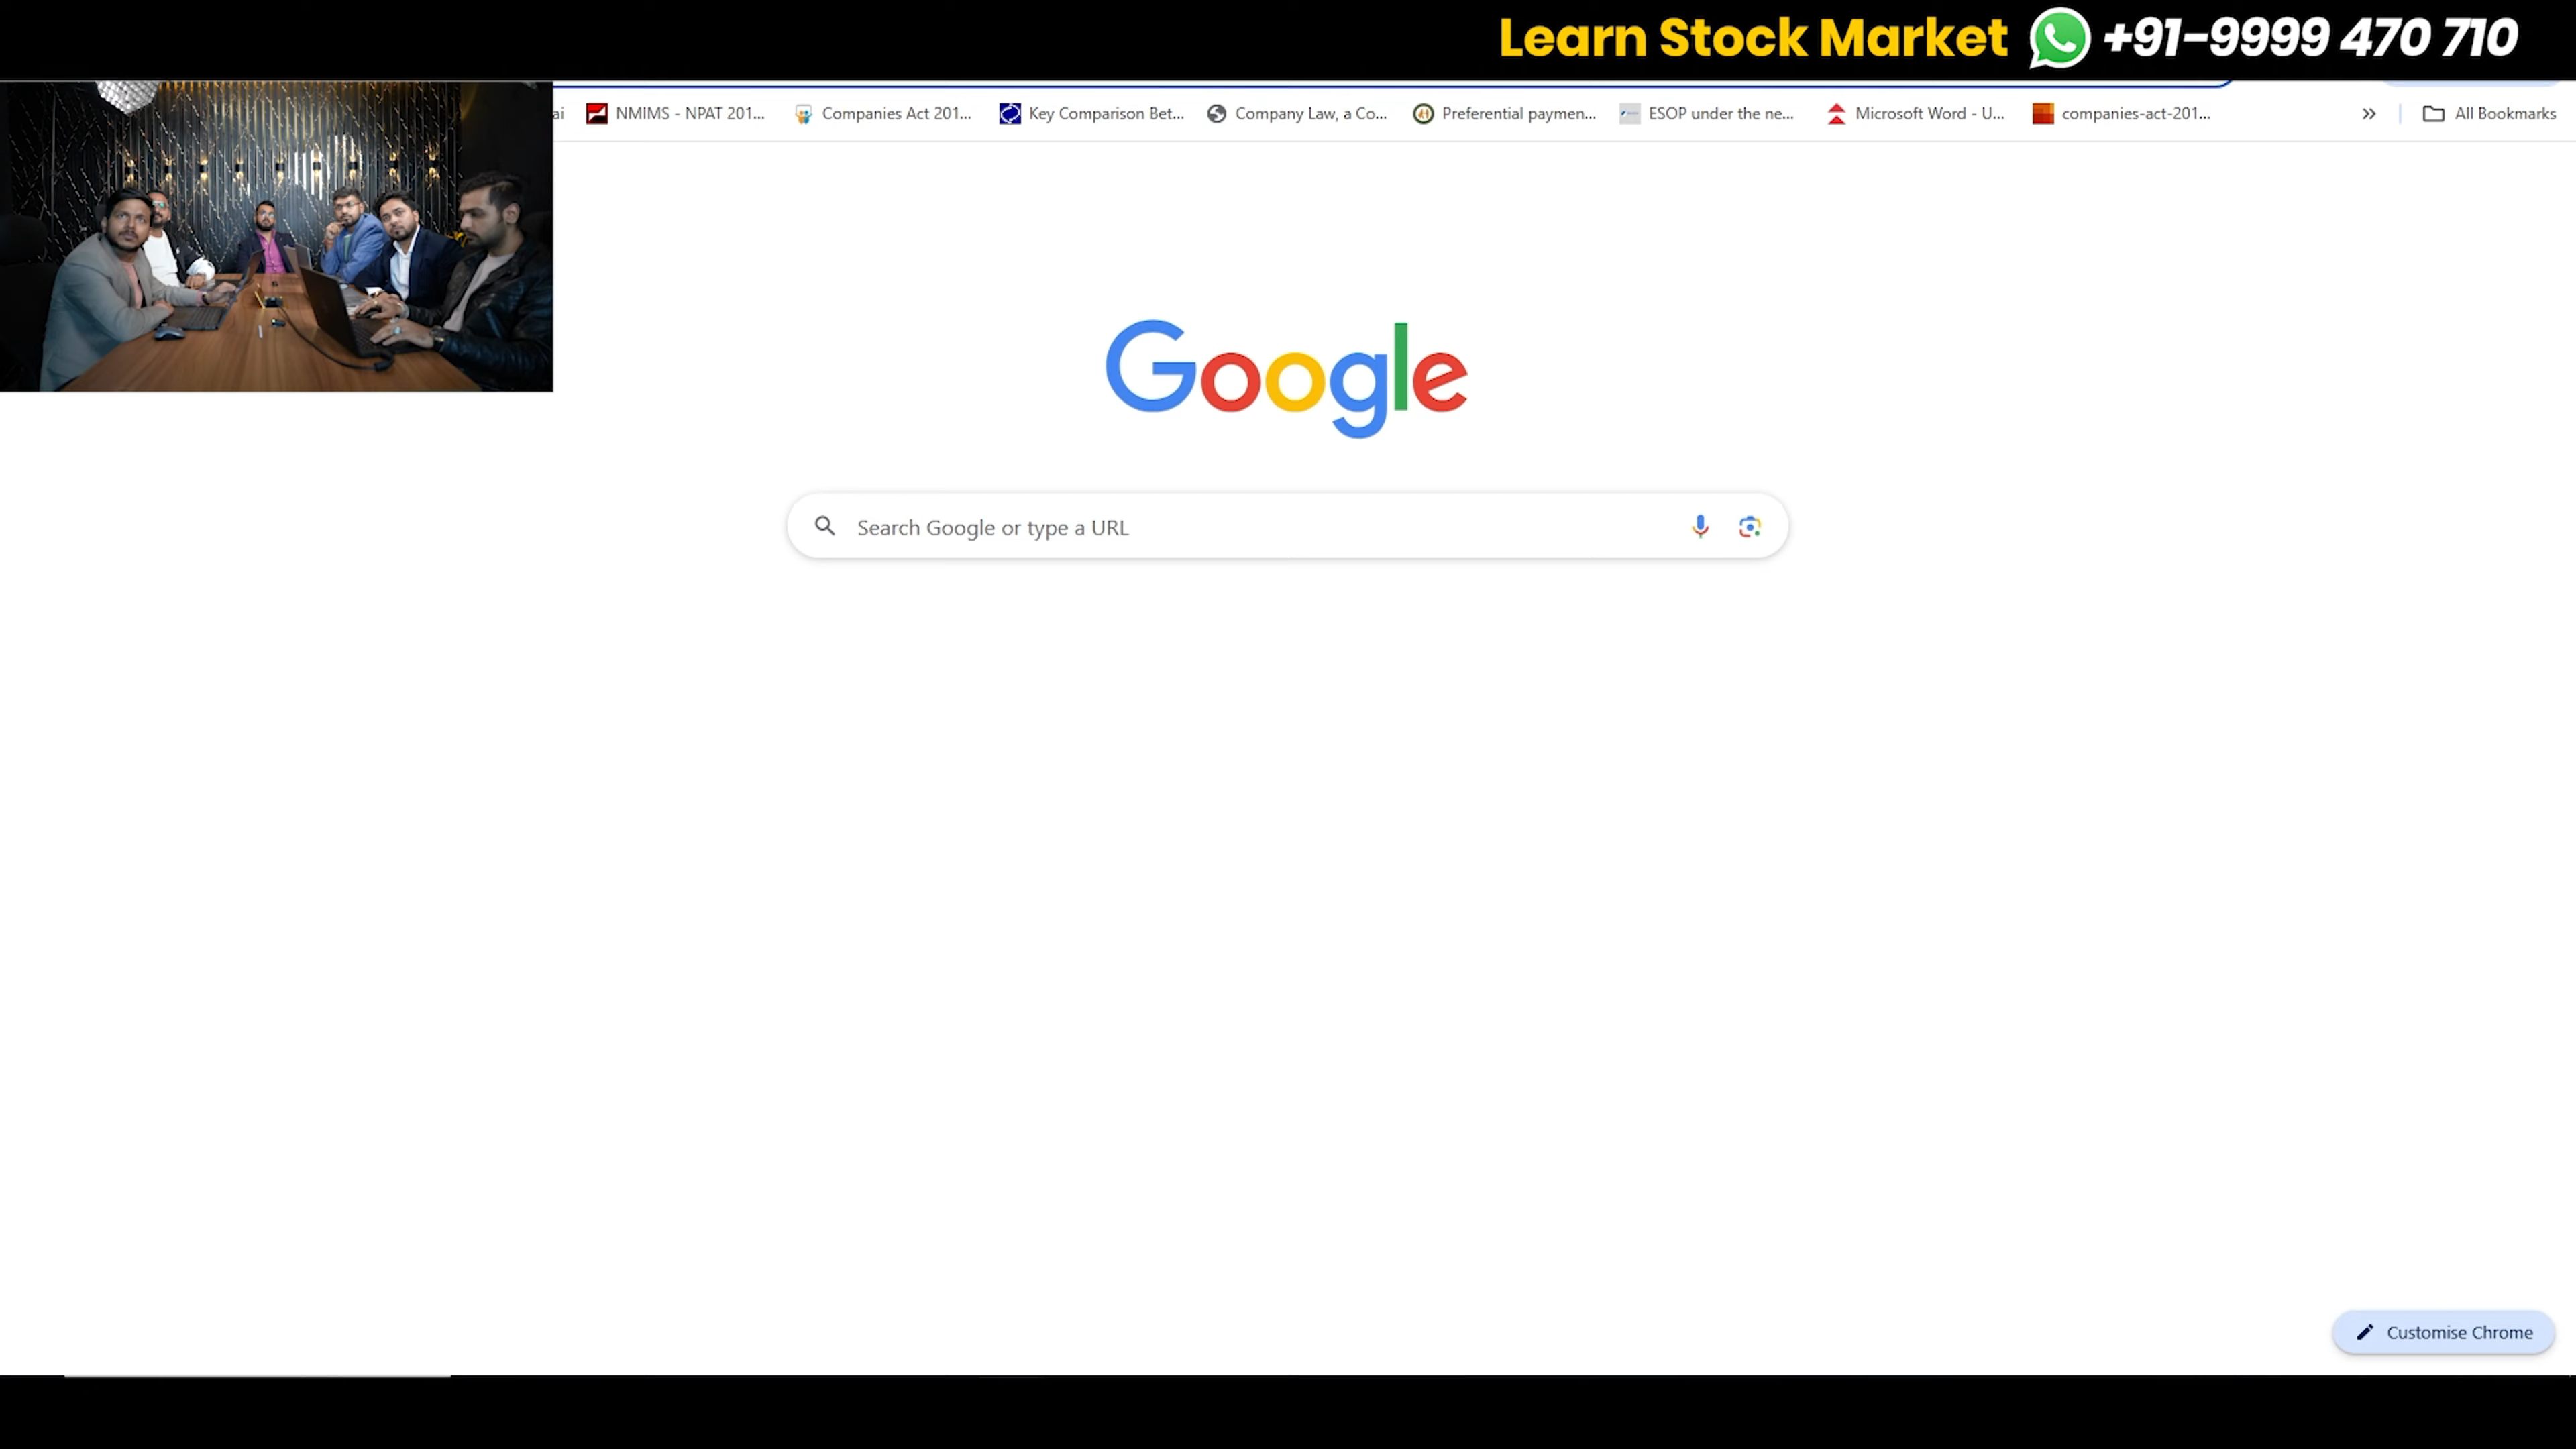 Learn Stock Market +91-9999 470 710
ai NMIMS - NPAT 201... Companies Act 201... Key Comparison Bet... Company Law, a Co... Preferential paymen... ESOP under the ne... Microsoft Word - U... companies-act-201... All Bookmarks
Google
Search Google or type a URL
Customise Chrome